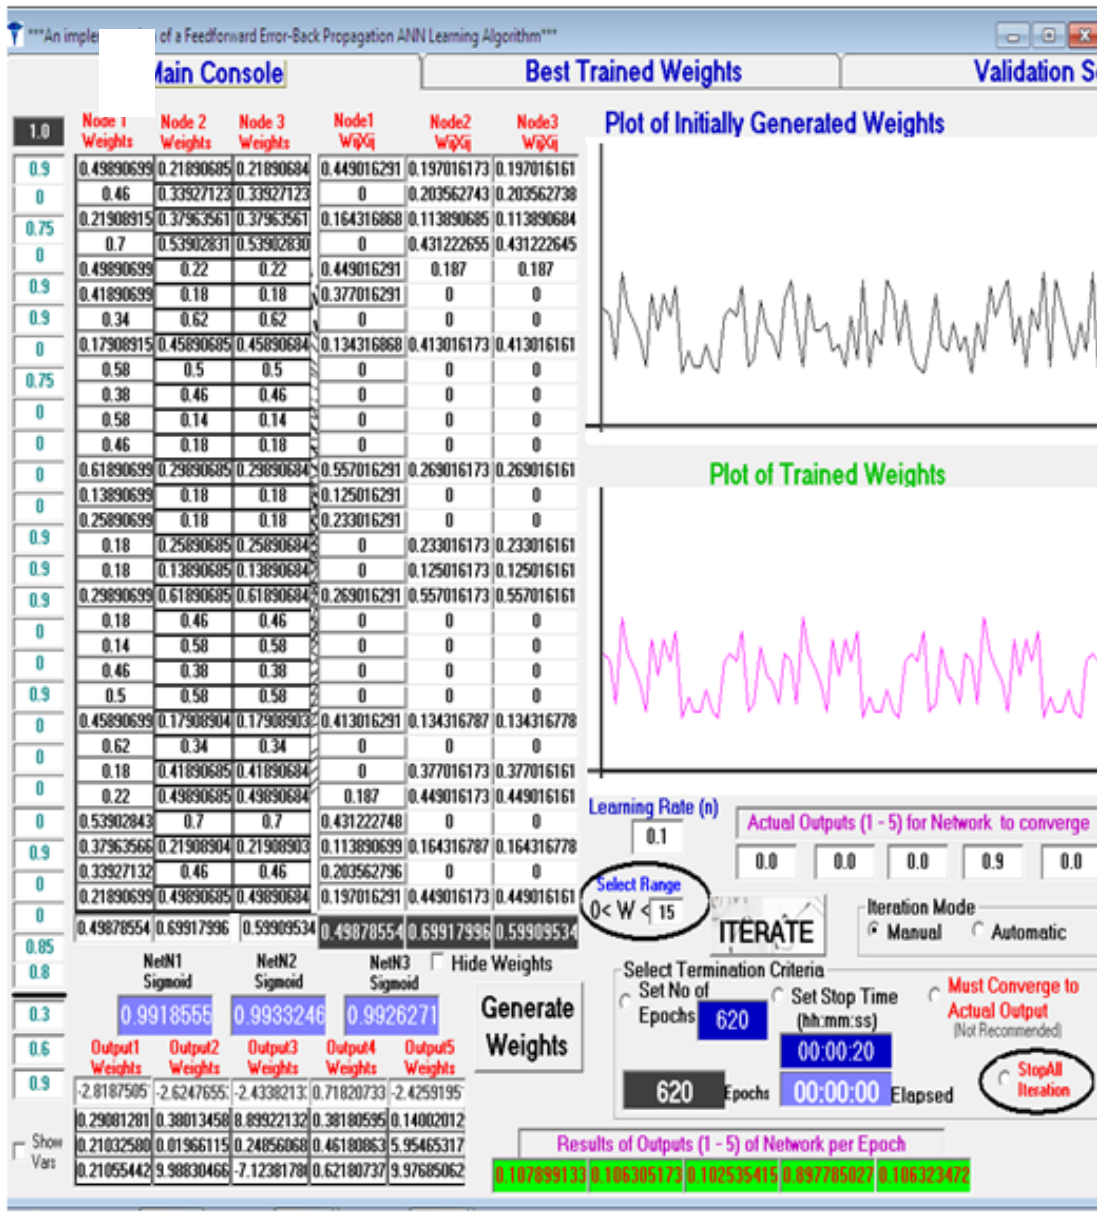 ***An implem of a Feedforward Error-Back Propagation ANN Learning Algorithm***
Main Console Best Trained Weights Validation S
1.0 Node 1 Weights Node 2 Weights Node 3 Weights Node1 WijXij Node2 WijXij Node3 WijXij
0.9
0
0.75
0
0.9
0.9
0
0.75
0
0
0
0
0.9
0.9
0.9
0
0
0.9
0
0
0
0
0.9
0
0
0.85
0.8
0.3
0.6
0.9
0.49890699 0.21890685 0.21890684 0.449016291 0.197016173 0.197016161
0.46 0.33927123 0.33927123 0 0.203562743 0.203562738
0.21908915 0.37963561 0.37963561 0.164316868 0.113890685 0.113890684
0.7 0.53902831 0.53902830 0 0.431222655 0.431222645
0.49890699 0.22 0.22 0.449016291 0.187 0.187
0.41890699 0.18 0.18 0.377016291 0 0
0.34 0.62 0.62 0 0 0
0.17908915 0.45890685 0.45890684 0.134316868 0.413016173 0.413016161
0.58 0.5 0.5 0 0 0
0.38 0.46 0.46 0 0 0
0.58 0.14 0.14 0 0 0
0.46 0.18 0.18 0 0 0
0.61890699 0.29890685 0.29890684 0.557016291 0.269016173 0.269016161
0.13890699 0.18 0.18 0.125016291 0 0
0.25890699 0.18 0.18 0.233016291 0 0
0.18 0.25890685 0.25890684 0 0.233016173 0.233016161
0.18 0.13890685 0.13890684 0 0.125016173 0.125016161
0.29890699 0.61890685 0.61890684 0.269016291 0.557016173 0.557016161
0.18 0.46 0.46 0 0 0
0.14 0.58 0.58 0 0 0
0.46 0.38 0.38 0 0 0
0.5 0.58 0.58 0 0 0
0.45890699 0.17908904 0.17908903 0.413016291 0.134316787 0.134316778
0.62 0.34 0.34 0 0 0
0.18 0.41890685 0.41890684 0 0.377016173 0.377016161
0.22 0.49890685 0.49890684 0.187 0.449016173 0.449016161
0.53902843 0.7 0.7 0.431222748 0 0
0.37963566 0.21908904 0.21908903 0.113890699 0.164316787 0.164316778
0.33927132 0.46 0.46 0.203562796 0 0
0.21890699 0.49890685 0.49890684 0.197016291 0.449016173 0.449016161
0.49878554 0.69917996 0.59909534 0.49878554 0.69917996 0.59909534
NetN1 Sigmoid NetN2 Sigmoid NetN3 Sigmoid Hide Weights
0.9918555 0.9933246 0.9926271
Generate Weights
Output1 Weights Output2 Weights Output3 Weights Output4 Weights Output5 Weights
-2.8187505 -2.6247655 -2.4338213 0.71820733 -2.4259195
0.29081281 0.38013458 8.89922132 0.38180595 0.14002012
0.21032580 0.01966115 0.24856068 0.46180863 5.95465317
0.21055442 9.98830466 -7.12381780 0.62180737 9.97685062
Show Vars
Plot of Initially Generated Weights
Plot of Trained Weights
Learning Rate (n)
0.1
Actual Outputs (1 - 5) for Network to converge
0.0 0.0 0.0 0.9 0.0
Select Range
0< W < 15
ITERATE
Iteration Mode
Manual Automatic
Select Termination Criteria
Set No of Epochs 620
Set Stop Time (hh:mm:ss)
00:00:20
Must Converge to Actual Output
(Not Recommended)
StopAll Iteration
620 Epochs 00:00:00 Elapsed
Results of Outputs (1 - 5) of Network per Epoch
0.107899133 0.106305173 0.102535415 0.897785027 0.106323472